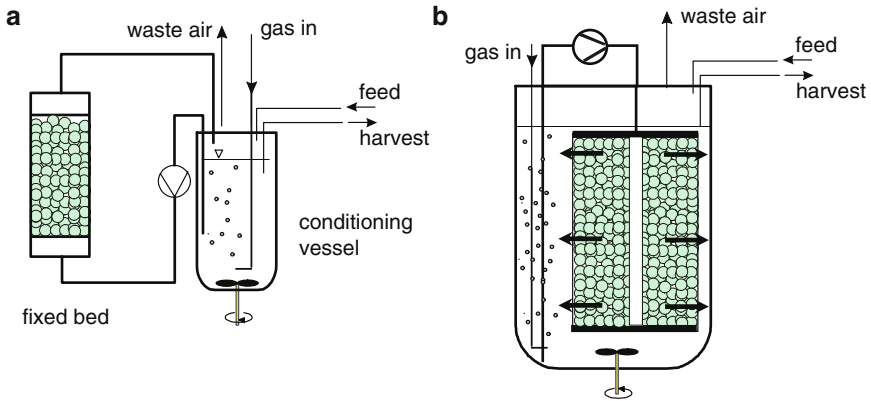 a
waste air
gas in
feed
harvest
conditioning
vessel
fixed bed
b
waste air
gas in
feed
harvest